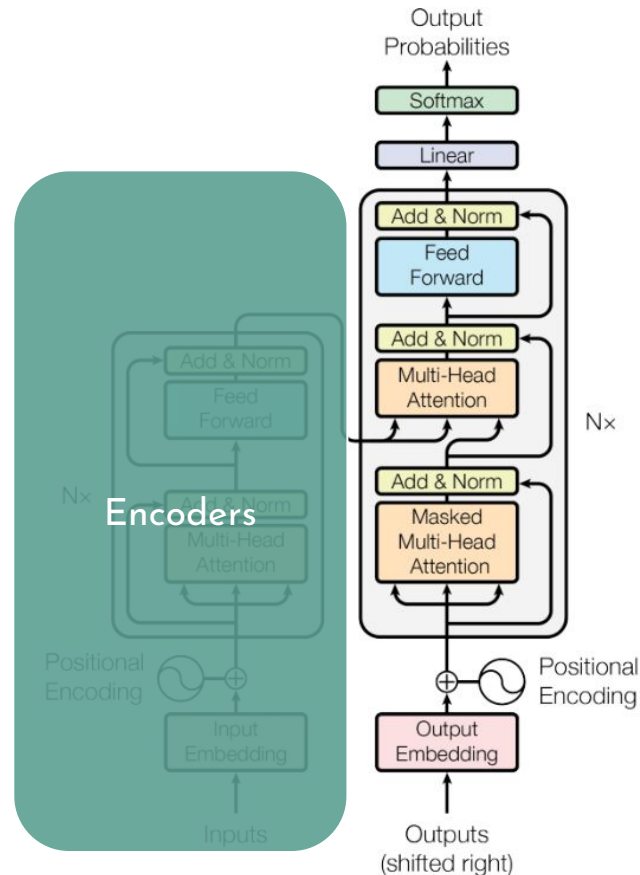 Output
Probabilities
Softmax
Linear
Add & Norm
Feed
Forward
Add & Norm
Multi-Head
Attention
N×
Add & Norm
Masked
Multi-Head
Attention
Positional
Encoding
Output
Embedding
Outputs
(shifted right)
Encoders
Add & Norm
Feed
Forward
N×
Add & Norm
Multi-Head
Attention
Positional
Encoding
Input
Embedding
Inputs